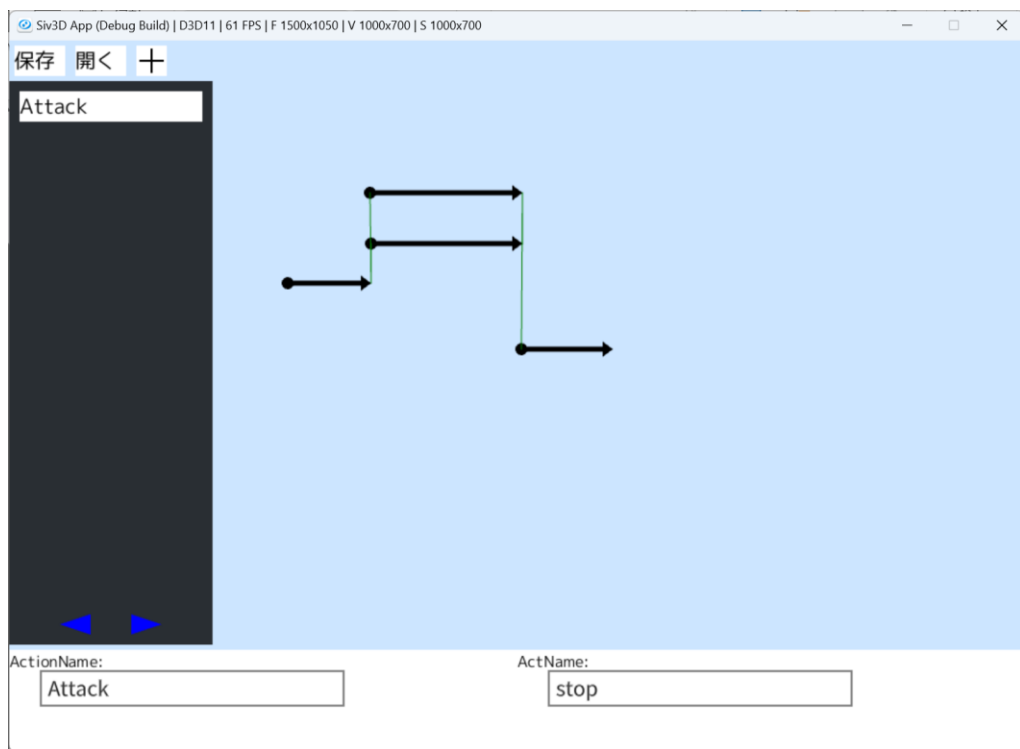 Siv3D App (Debug Build) | D3D11 | 61 FPS | F 1500x1050 | V 1000x700 | S 1000x700
保存 開く +
Attack
ActionName: ActName:
Attack stop